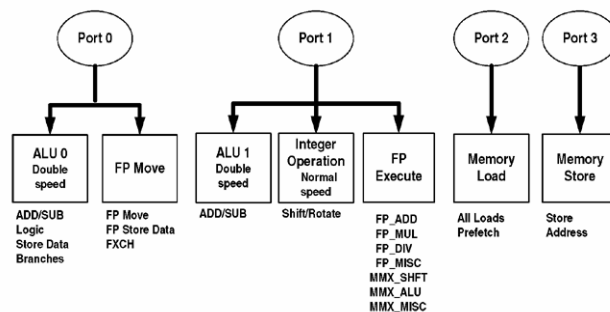 Port 0
Port 1
Port 2
Port 3
ALU 0
Double
speed
FP Move
ALU 1
Double
speed
Integer
Operation
Normal
speed
FP
Execute
Memory
Load
Memory
Store
ADD/SUB
Logic
Store Data
Branches
FP Move
FP Store Data
FXCH
ADD/SUB
Shift/Rotate
FP_ADD
FP_MUL
FP_DIV
FP_MISC
MMX_SHFT
MMX_ALU
MMX_MISC
All Loads
Prefetch
Store
Address